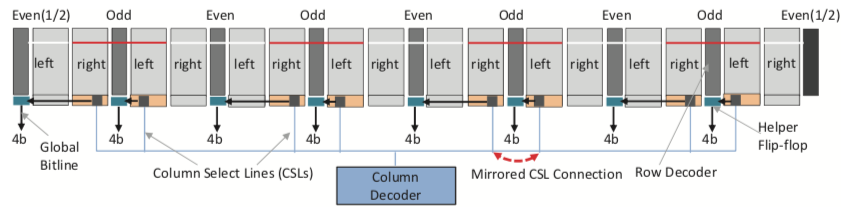 Even(1/2) Odd Even Odd Even Odd Even Odd Even(1/2)
left right left right left right left right left right left right left right left right
4b 4b 4b 4b 4b 4b 4b 4b
Global
Bitline
Column Select Lines (CSLs)
Column
Decoder
Mirrored CSL Connection
Row Decoder
Helper
Flip-flop